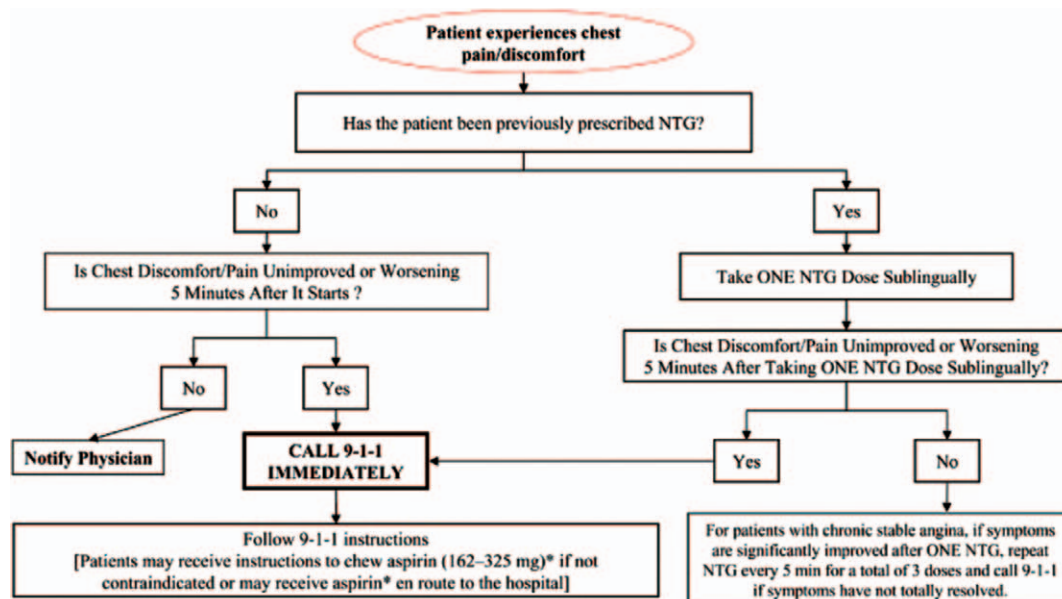 Patient experiences chest
pain/discomfort
Has the patient been previously prescribed NTG?
No
Yes
Is Chest Discomfort/Pain Unimproved or Worsening
5 Minutes After It Starts ?
Take ONE NTG Dose Sublingually
No
Yes
Is Chest Discomfort/Pain Unimproved or Worsening
5 Minutes After Taking ONE NTG Dose Sublingually?
Notify Physician
CALL 9-1-1
IMMEDIATELY
Yes
No
Follow 9-1-1 instructions
[Patients may receive instructions to chew aspirin (162–325 mg)* if not
contraindicated or may receive aspirin* en route to the hospital]
For patients with chronic stable angina, if symptoms
are significantly improved after ONE NTG, repeat
NTG every 5 min for a total of 3 doses and call 9-1-1
if symptoms have not totally resolved.